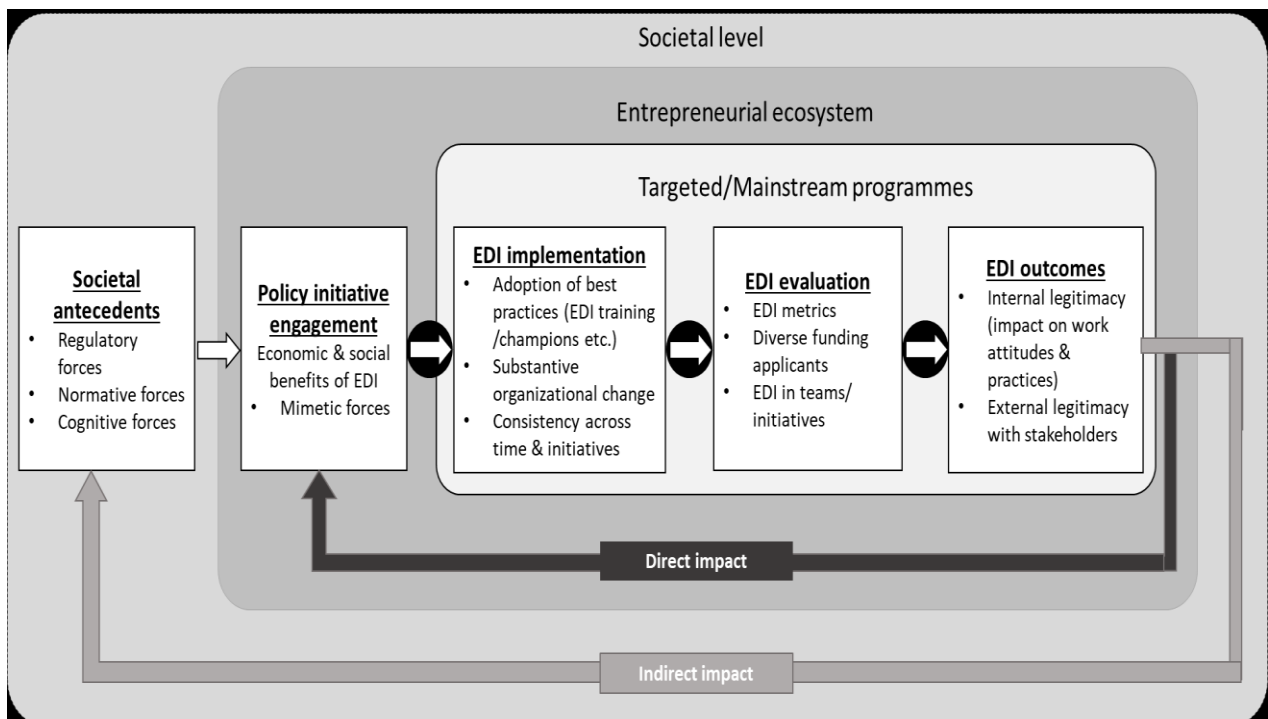 Societal level
Entrepreneurial ecosystem
Targeted/Mainstream programmes
Societal
antecedents
• Regulatory
forces
• Normative forces
• Cognitive forces
Policy initiative
engagement
Economic & social
benefits of EDI
• Mimetic forces
EDI implementation
• Adoption of best
practices (EDI training
/champions etc.)
• Substantive
organizational change
• Consistency across
time & initiatives
EDI evaluation
• EDI metrics
• Diverse funding
applicants
• EDI in teams/
initiatives
EDI outcomes
• Internal legitimacy
(impact on work
attitudes &
practices)
• External legitimacy
with stakeholders
Direct impact
Indirect impact